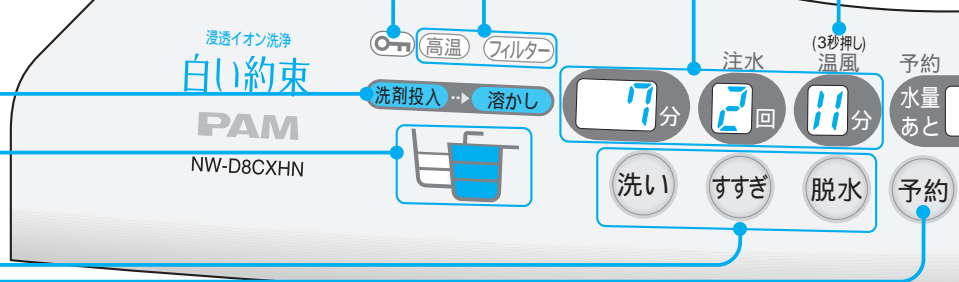 浸透イオン洗浄
白い約束
PAM
NW-D8CXHN
高温 フィルター
洗剤投入 溶かし
7分
注水
2回
(3秒押し)
温風
11分
予約
水量
あと
洗い
すすぎ
脱水
予約